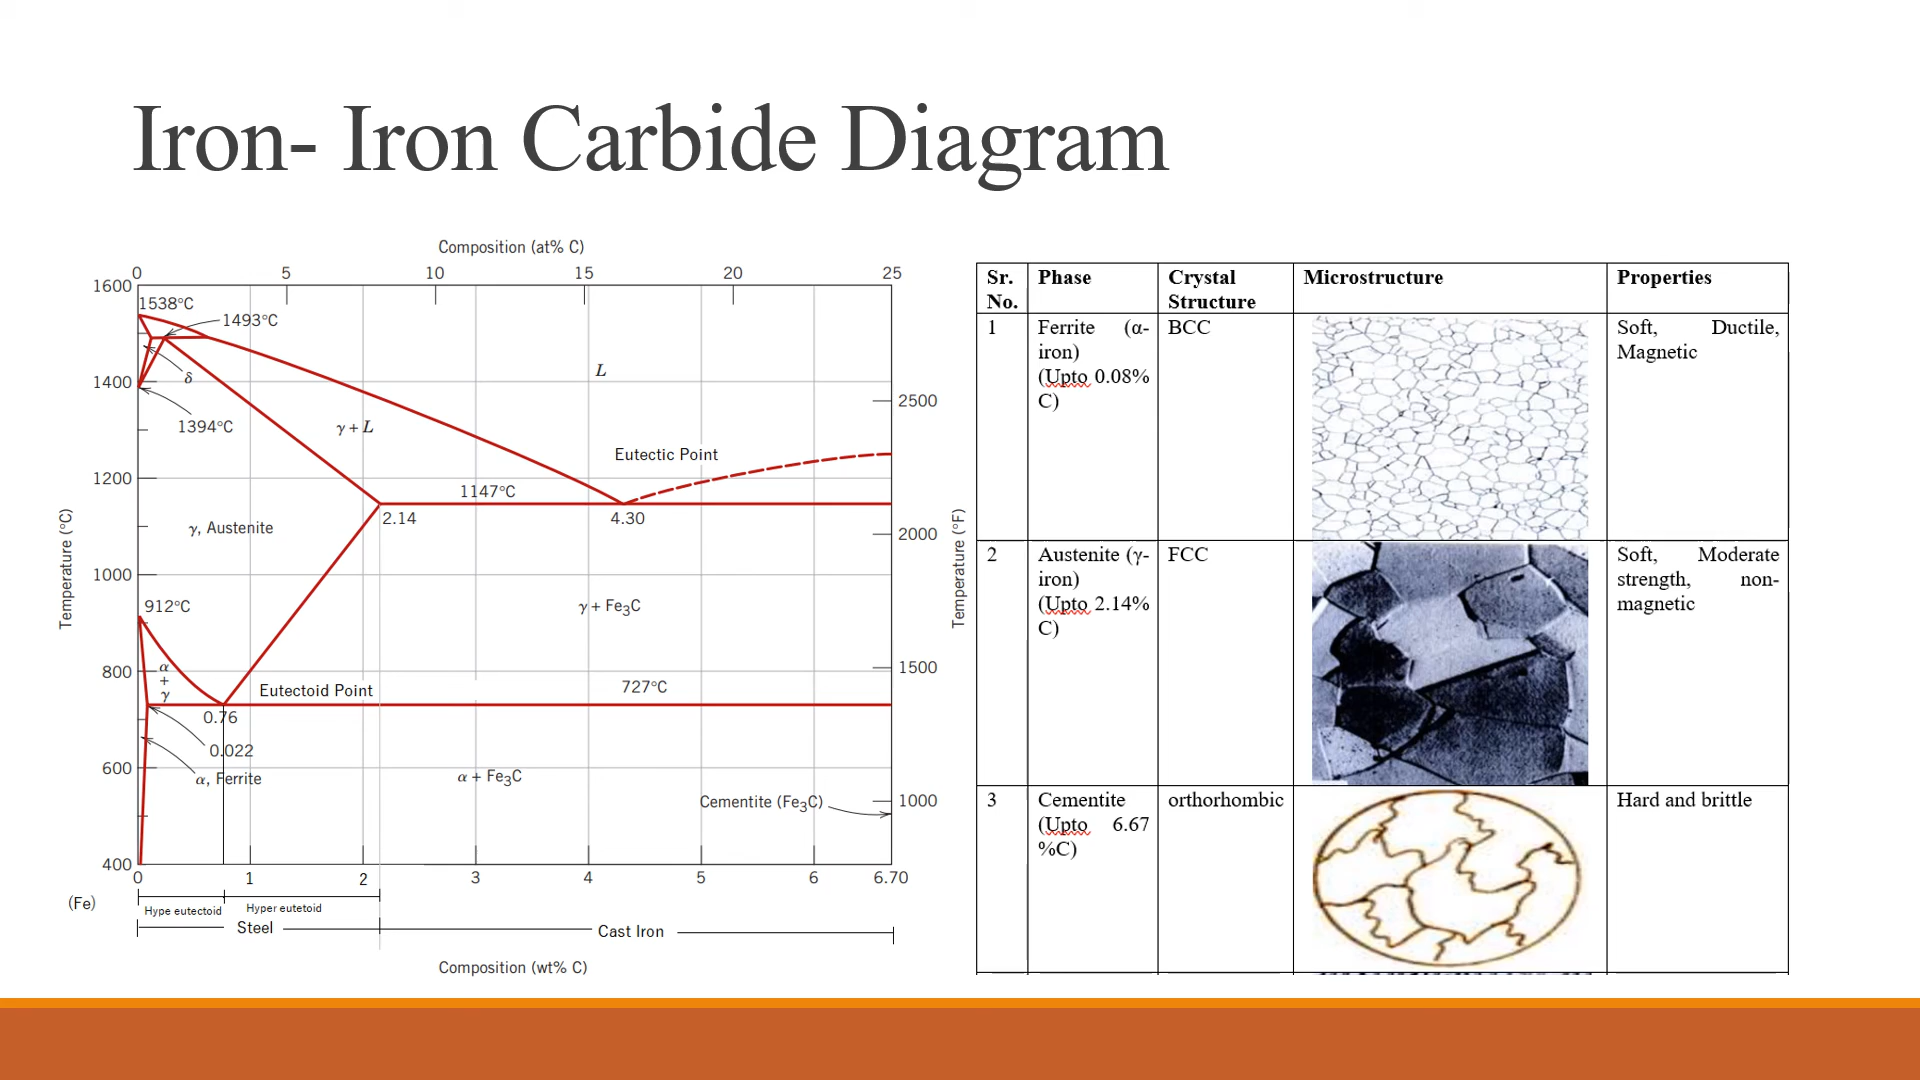 Iron- Iron Carbide Diagram
Composition (at% C)
0 5 10 15 20 25
1600
1538°C
1493°C
δ
1400
1394°C
L
γ + L
2500
Eutectic Point
1200
1147°C
2.14
4.30
γ, Austenite
2000
Temperature (°C)
Temperature (°F)
1000
912°C
γ + Fe3C
α
+
γ
800
1500
Eutectoid Point
727°C
0.76
0.022
600
α, Ferrite
α + Fe3C
Cementite (Fe3C)
1000
400
0 1 2 3 4 5 6 6.70
(Fe)
Hype eutectoid
Hyper eutetoid
Steel
Cast Iron
Composition (wt% C)
Sr. No. Phase Crystal Structure Microstructure Properties
1 Ferrite (α-iron) (Upto 0.08% C) BCC Soft, Ductile, Magnetic
2 Austenite (γ-iron) (Upto 2.14% C) FCC Soft, Moderate strength, non-magnetic
3 Cementite (Upto 6.67 %C) orthorhombic Hard and brittle